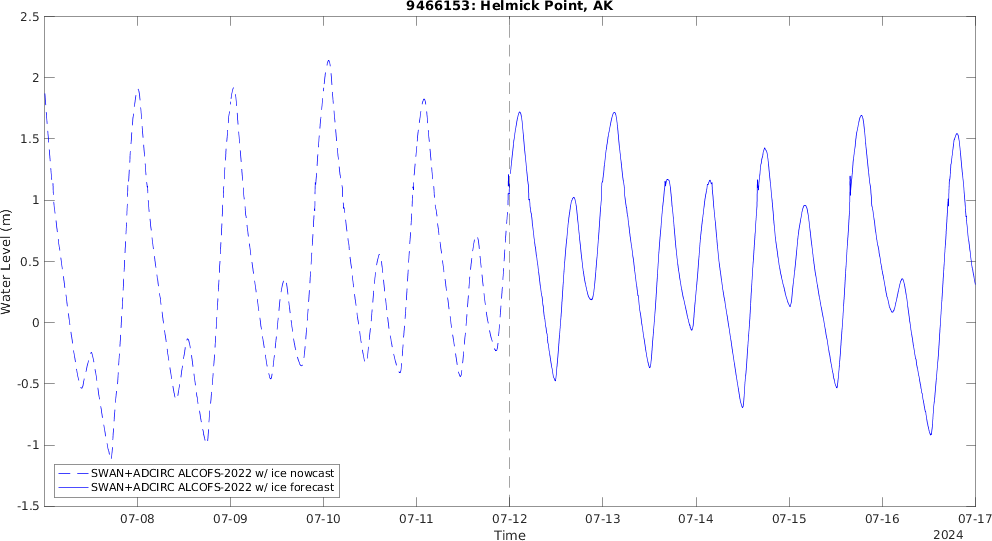 9466153: Helmick Point, AK
2.5
2
1.5
1
0.5
0
-0.5
-1
-1.5
Water Level (m)
SWAN+ADCIRC ALCOFS-2022 w/ ice nowcast
SWAN+ADCIRC ALCOFS-2022 w/ ice forecast
07-08 07-09 07-10 07-11 07-12 07-13 07-14 07-15 07-16 07-17
Time
2024